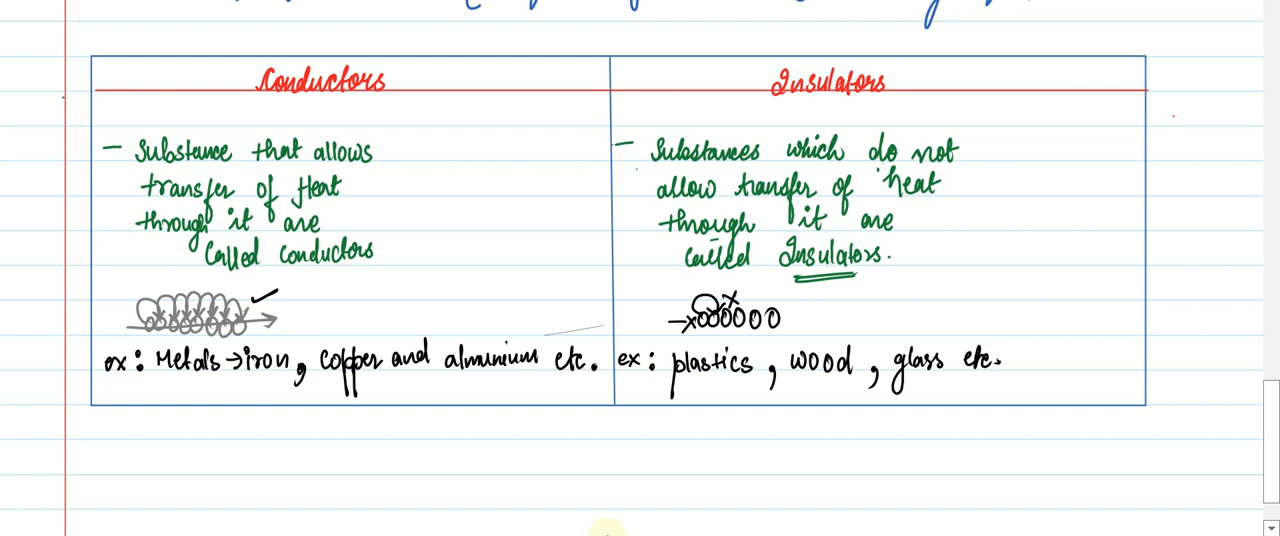 Conductors
Insulators
- Substance that allows
transfer of Heat
through it are
Called conductors
- Substances which do not
allow transfer of heat
through it are
called Insulators.
ex: Metals → iron, copper and aluminium etc.
ex: plastics, wood, glass etc.